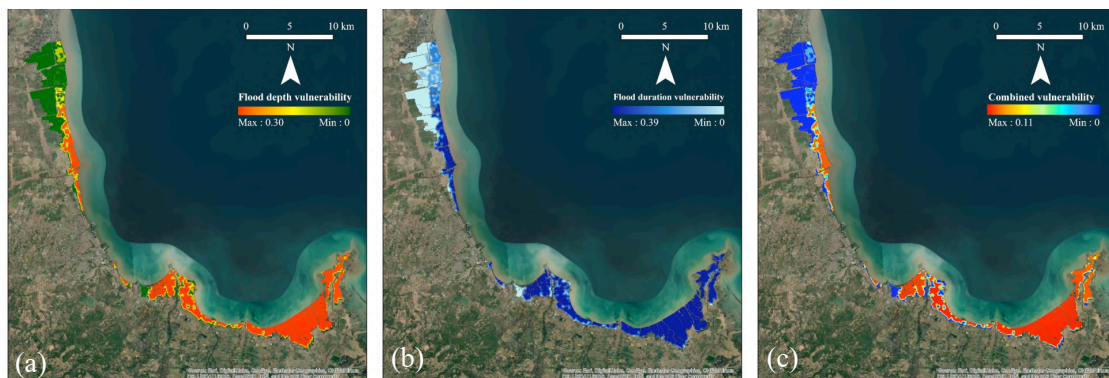 0 5 10 km
N
Flood depth vulnerability
Max : 0.30 Min : 0
(a)
0 5 10 km
N
Flood duration vulnerability
Max : 0.39 Min : 0
(b)
0 5 10 km
N
Combined vulnerability
Max : 0.11 Min : 0
(c)